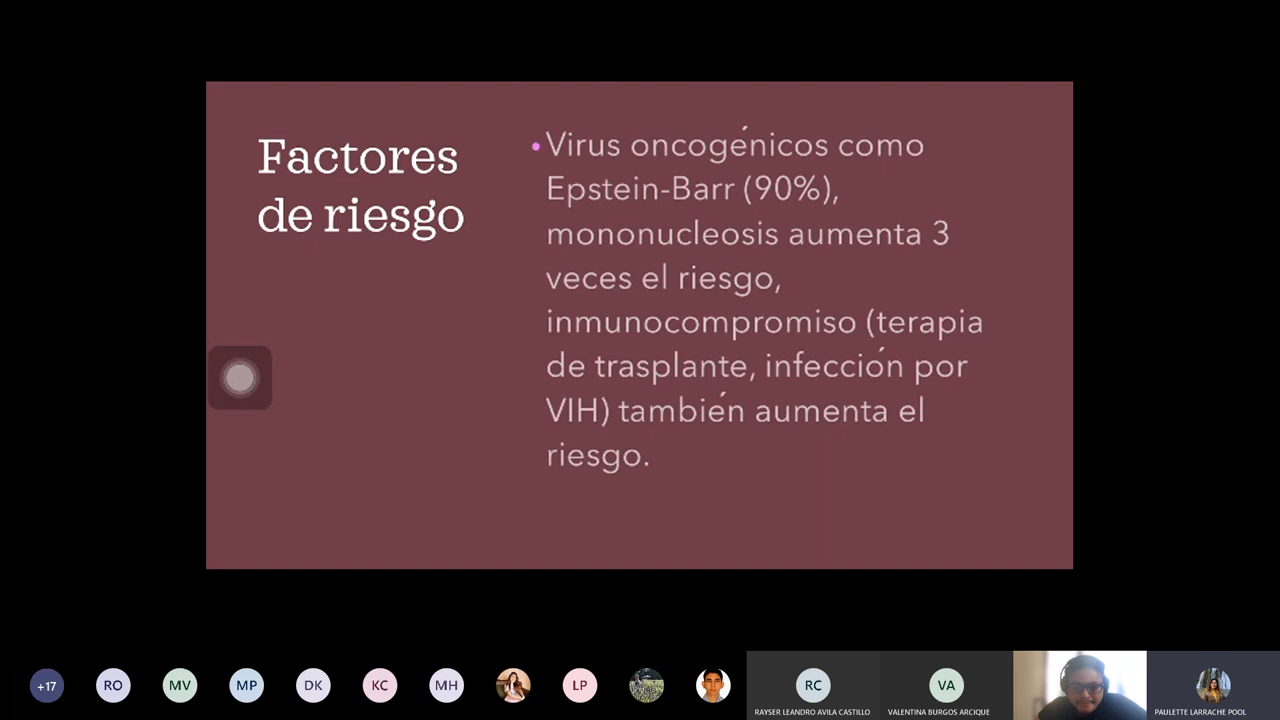 Factores
de riesgo
• Virus oncogénicos como
Epstein-Barr (90%),
mononucleosis aumenta 3
veces el riesgo,
inmunocompromiso (terapia
de trasplante, infección por
VIH) también aumenta el
riesgo.
+17
RO
MV
MP
DK
KC
MH
LP
RC
VA
RAYSER LEANDRO AVILA CASTILLO
VALENTINA BURGOS ARCIQUE
PAULETTE LARRACHE POOL